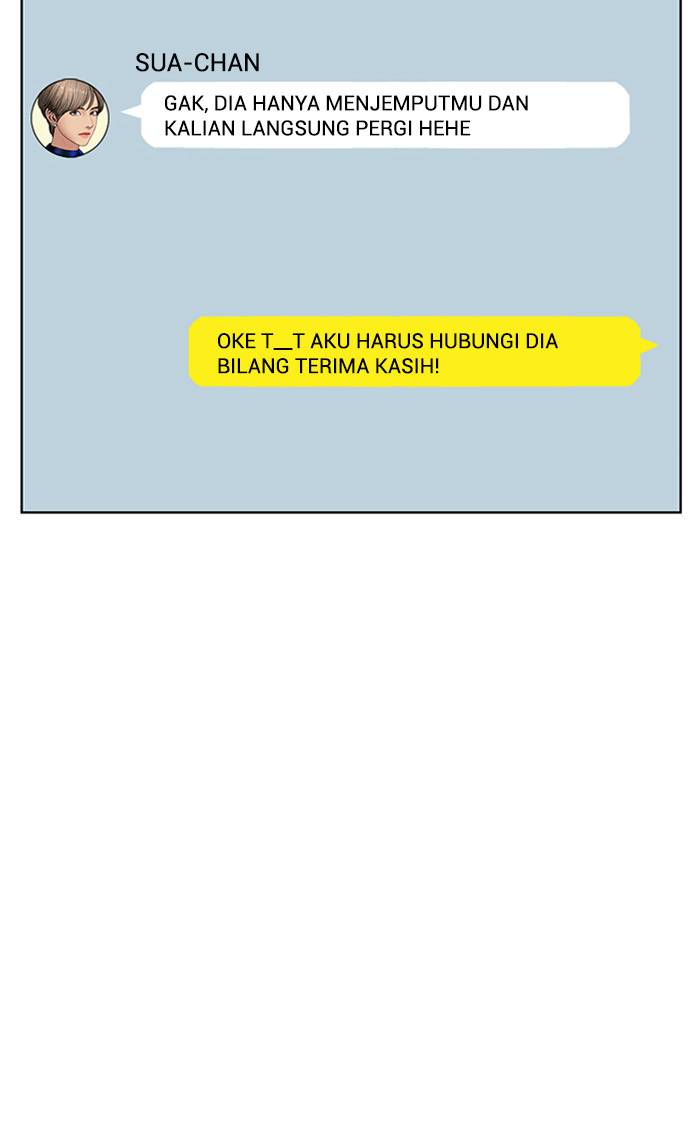 SUA-CHAN
GAK, DIA HANYA MENJEMPUTMU DAN
KALIAN LANGSUNG PERGI HEHE
OKE T__T AKU HARUS HUBUNGI DIA
BILANG TERIMA KASIH!